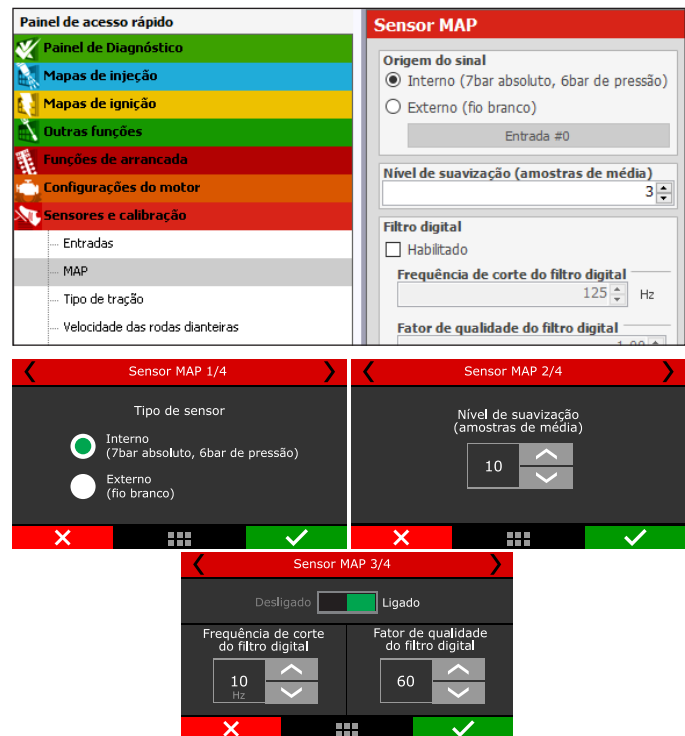 Painel de acesso rápido
Painel de Diagnóstico
Mapas de injeção
Mapas de ignição
Outras funções
Funções de arrancada
Configurações do motor
Sensores e calibração
Entradas
MAP
Tipo de tração
Velocidade das rodas dianteiras
Sensor MAP
Origem do sinal
Interno (7bar absoluto, 6bar de pressão)
Externo (fio branco)
Entrada #0
Nível de suavização (amostras de média)
3
Filtro digital
Habilitado
Frequência de corte do filtro digital
125 Hz
Fator de qualidade do filtro digital
Sensor MAP 1/4
Tipo de sensor
Interno
(7bar absoluto, 6bar de pressão)
Externo
(fio branco)
Sensor MAP 2/4
Nível de suavização
(amostras de média)
10
Sensor MAP 3/4
Desligado Ligado
Frequência de corte
do filtro digital
10
Hz
Fator de qualidade
do filtro digital
60